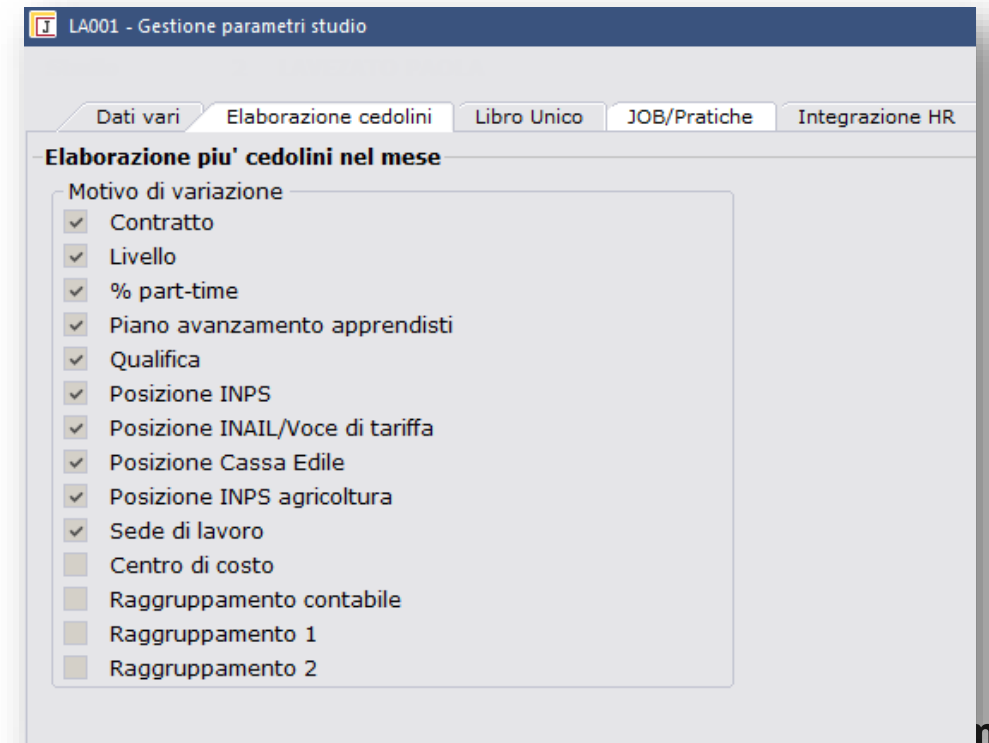 LA001 - Gestione parametri studio
Dati vari Elaborazione cedolini Libro Unico JOB/Pratiche Integrazione HR
Elaborazione piu' cedolini nel mese
Motivo di variazione
Contratto
Livello
% part-time
Piano avanzamento apprendisti
Qualifica
Posizione INPS
Posizione INAIL/Voce di tariffa
Posizione Cassa Edile
Posizione INPS agricoltura
Sede di lavoro
Centro di costo
Raggruppamento contabile
Raggruppamento 1
Raggruppamento 2